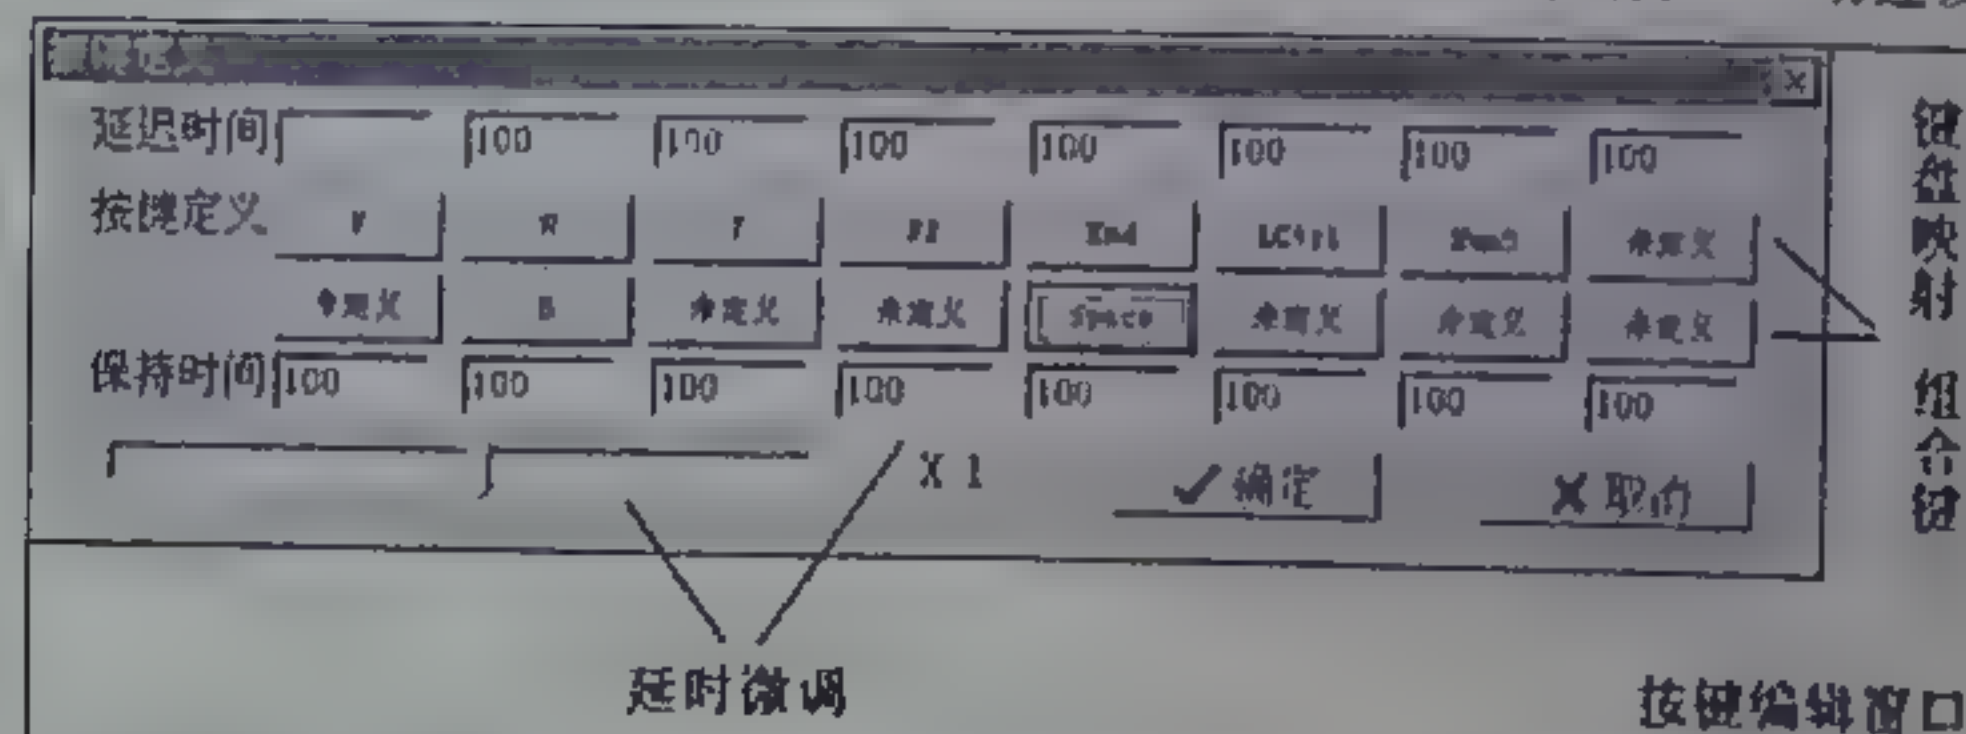 延迟时间 100 100 100 100 100 100 100
按键定义 End LCtrl 未定义
未定义 B 未定义 未定义 Space 未定义 未定义 未定义
保持时间 100 100 100 100 100 100 100 100
X 1 确定 取消
延时微调
键盘映射 组合键
按键编辑窗口